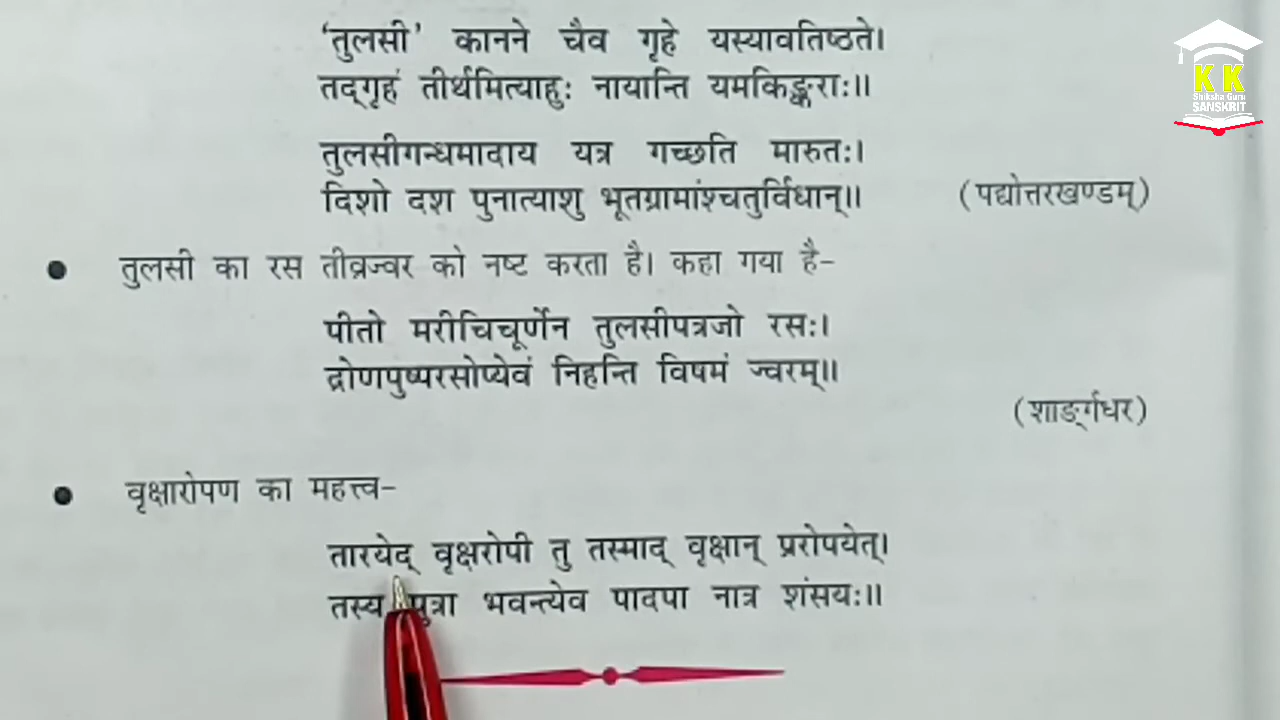 ‘तुलसी’ कानने चैव गृहे यस्यावतिष्ठते।
तद्गृहं तीर्थमित्याहुः नायान्ति यमकिङ्कराः॥
तुलसीगन्धमादाय यत्र गच्छति मारुतः।
दिशो दश पुनात्याशु भूतग्रामांश्चतुर्विधान्॥ (पद्योत्तरखण्डम्)
• तुलसी का रस तीव्रज्वर को नष्ट करता है। कहा गया है–
पीतो मरीचिचूर्णेन तुलसीपत्रजो रसः।
द्रोणपुष्परसोप्येवं निहन्ति विषमं ज्वरम्॥
(शार्ङ्गधर)
• वृक्षारोपण का महत्त्व–
तारयेद् वृक्षरोपी तु तस्माद् वृक्षान् प्ररोपयेत्।
तस्य पुत्रा भवन्त्येव पादपा नात्र शंसयः॥
K K
Shiksha Guru
SANSKRIT